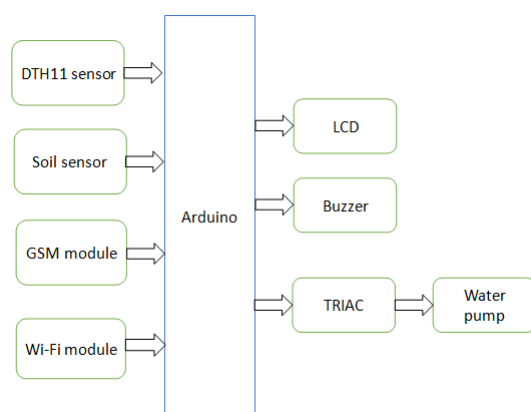 DTH11 sensor
Soil sensor
GSM module
Wi-Fi module
Arduino
LCD
Buzzer
TRIAC
Water
pump